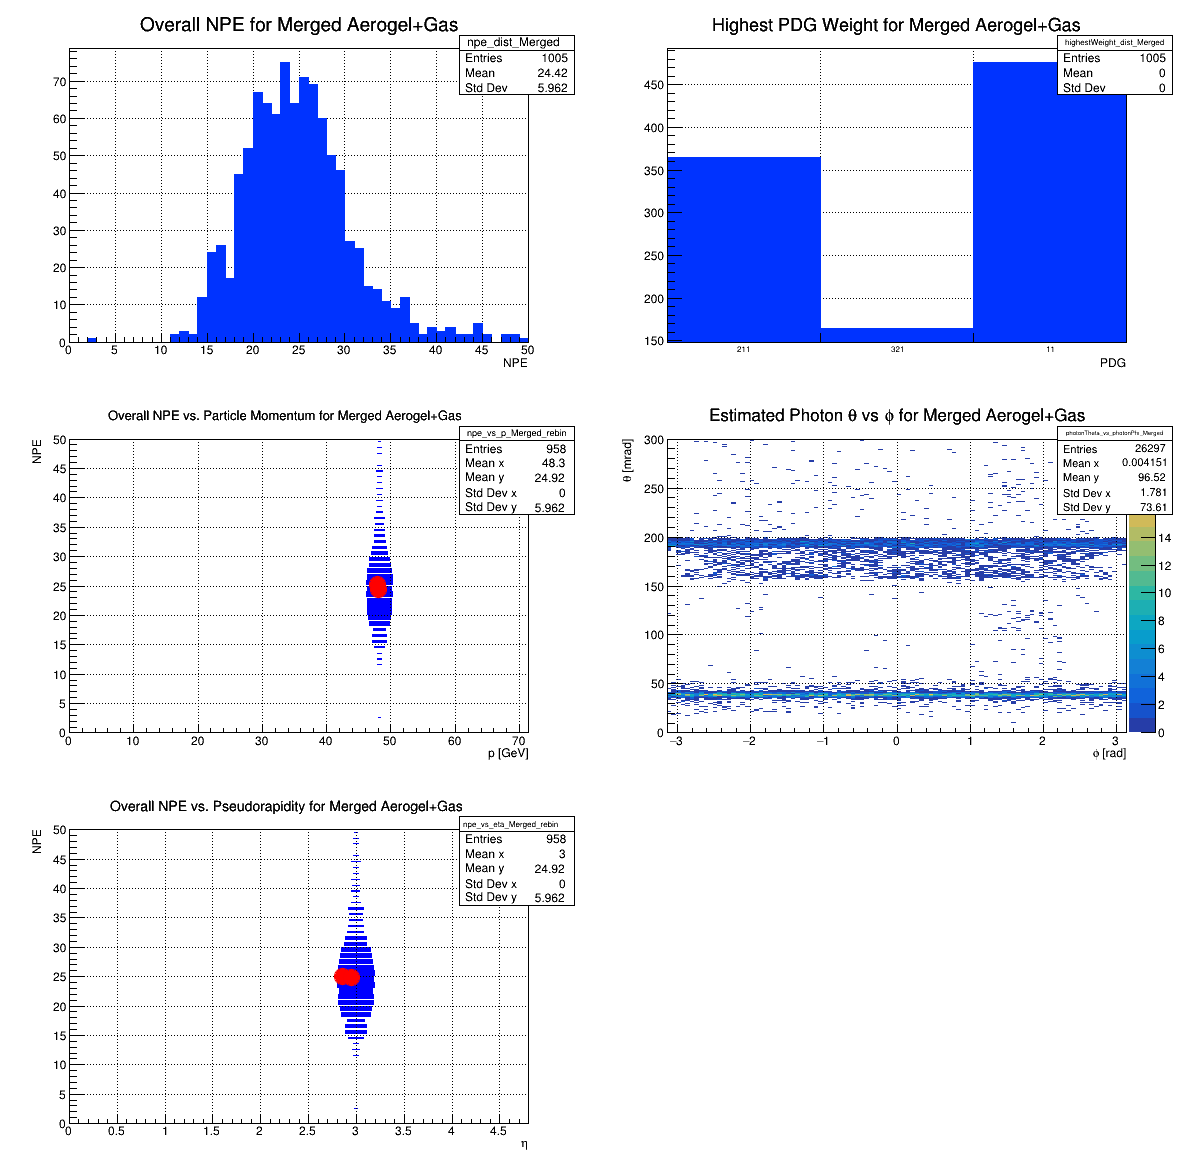 Overall NPE for Merged Aerogel+Gas
npe_dist_Merged
Entries 1005
Mean 24.42
Std Dev 5.962
70
60
50
40
30
20
10
0
0 5 10 15 20 25 30 35 40 45 50
NPE
Highest PDG Weight for Merged Aerogel+Gas
highestWeight_dist_Merged
Entries 1005
Mean 0
Std Dev 0
450
400
350
300
250
200
150
211 321 11
PDG
Overall NPE vs. Particle Momentum for Merged Aerogel+Gas
npe_vs_p_Merged_rebin
Entries 958
Mean x 48.3
Mean y 24.92
Std Dev x 0
Std Dev y 5.962
NPE
50
45
40
35
30
25
20
15
10
5
0
0 10 20 30 40 50 60 70
p [GeV]
Estimated Photon θ vs ϕ for Merged Aerogel+Gas
photonTheta_vs_photonPhi_Merged
Entries 26297
Mean x 0.004151
Mean y 96.52
Std Dev x 1.781
Std Dev y 73.61
θ [mrad]
300
250
200
150
100
50
0
−3 −2 −1 0 1 2 3
ϕ [rad]
14
12
10
8
6
4
2
0
Overall NPE vs. Pseudorapidity for Merged Aerogel+Gas
npe_vs_eta_Merged_rebin
Entries 958
Mean x 3
Mean y 24.92
Std Dev x 0
Std Dev y 5.962
NPE
50
45
40
35
30
25
20
15
10
5
0
0 0.5 1 1.5 2 2.5 3 3.5 4 4.5
η